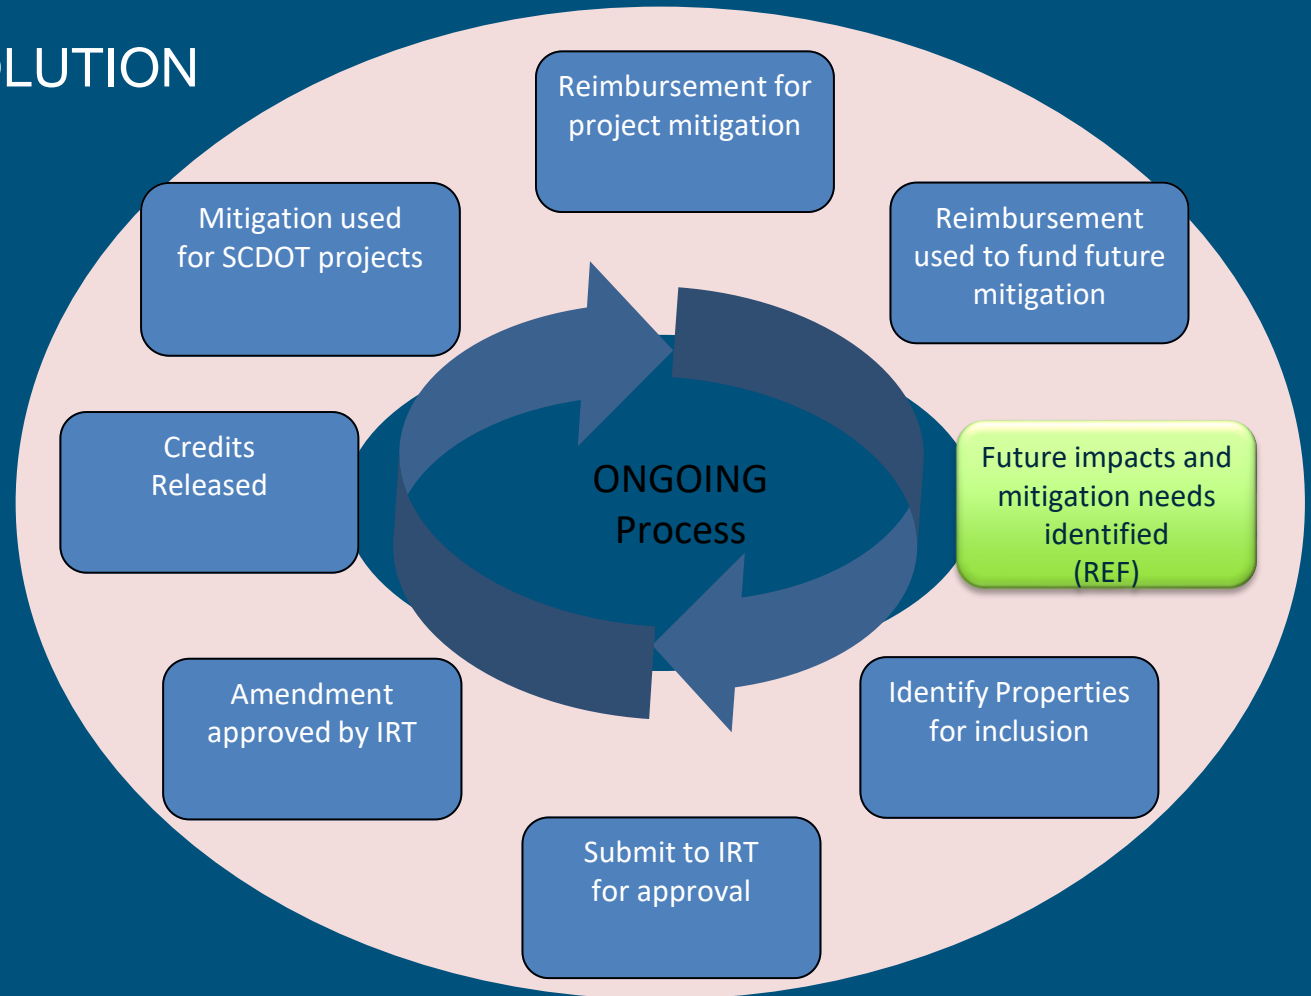 OLUTION
Reimbursement for
project mitigation
Mitigation used
for SCDOT projects
Reimbursement
used to fund future
mitigation
Credits
Released
ONGOING
Process
Future impacts and
mitigation needs
identified
(REF)
Amendment
approved by IRT
Identify Properties
for inclusion
Submit to IRT
for approval